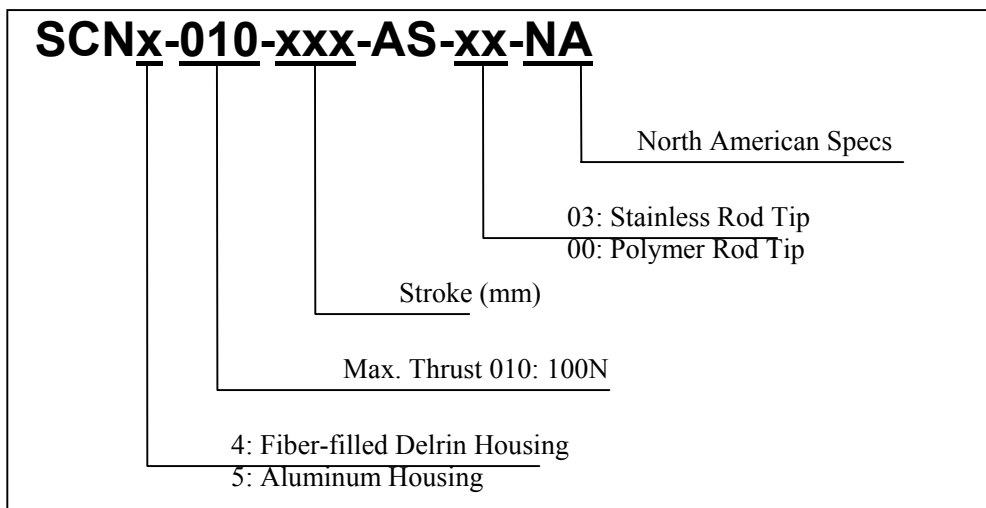 SCNx-010-xxx-AS-xx-NA
North American Specs
03: Stainless Rod Tip
00: Polymer Rod Tip
Stroke (mm)
Max. Thrust 010: 100N
4: Fiber-filled Delrin Housing
5: Aluminum Housing